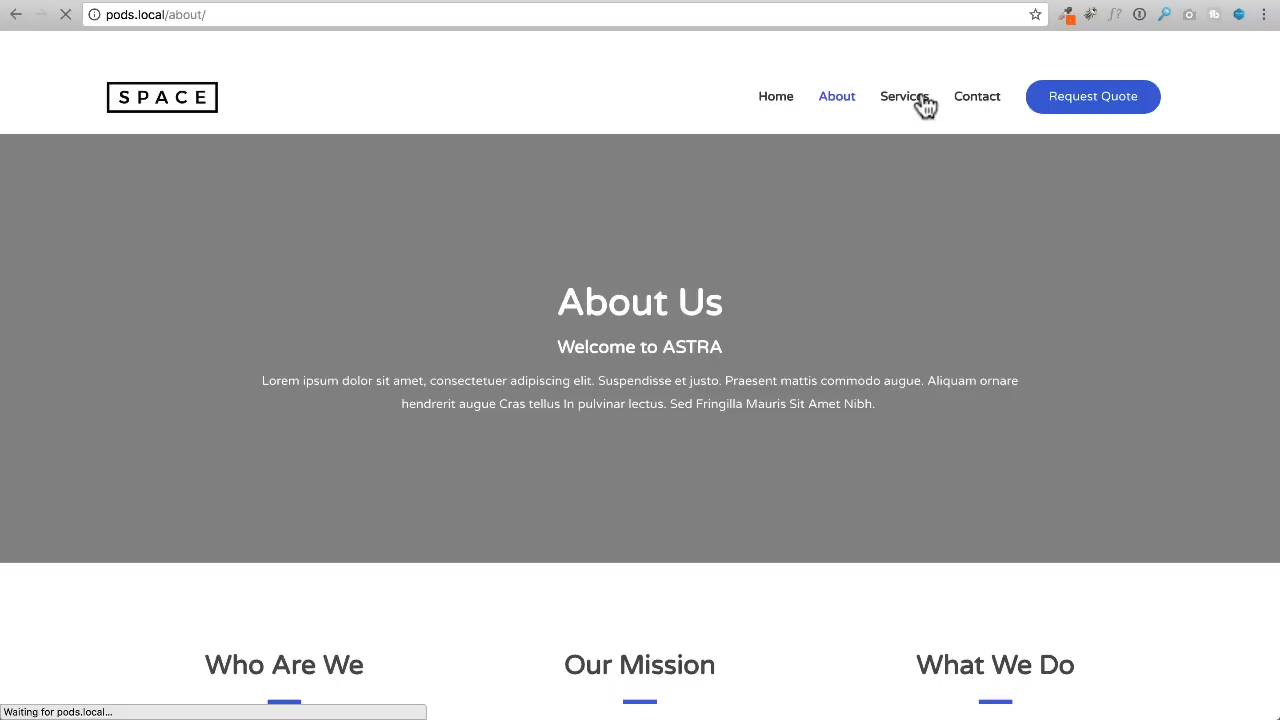 pods.local/about/
SPACE
Home About Services Contact Request Quote
About Us
Welcome to ASTRA
Lorem ipsum dolor sit amet, consectetuer adipiscing elit. Suspendisse et justo. Praesent mattis commodo augue. Aliquam ornare
hendrerit augue Cras tellus In pulvinar lectus. Sed Fringilla Mauris Sit Amet Nibh.
Who Are We Our Mission What We Do
Waiting for pods.local...